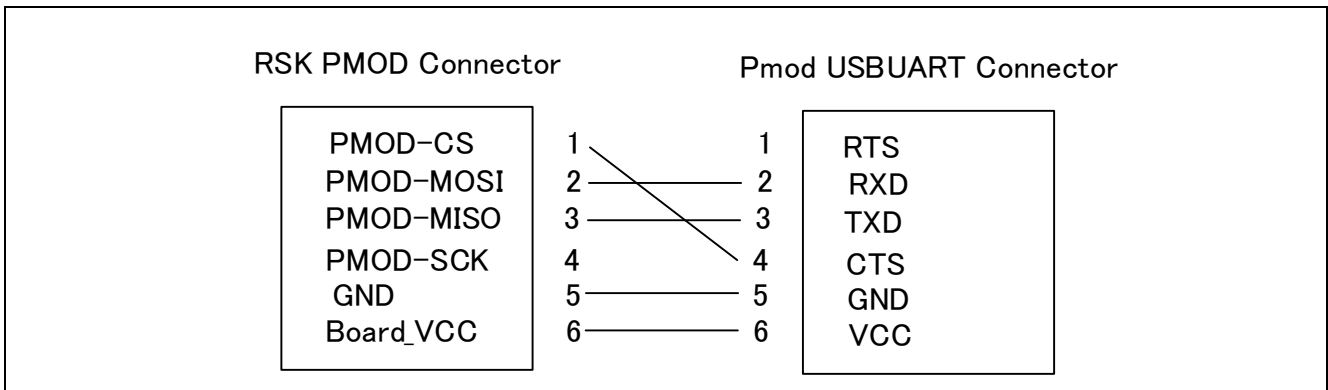 RSK PMOD Connector Pmod USBUART Connector
PMOD-CS 1 1 RTS
PMOD-MOSI 2 2 RXD
PMOD-MISO 3 3 TXD
PMOD-SCK 4 4 CTS
GND 5 5 GND
Board_VCC 6 6 VCC